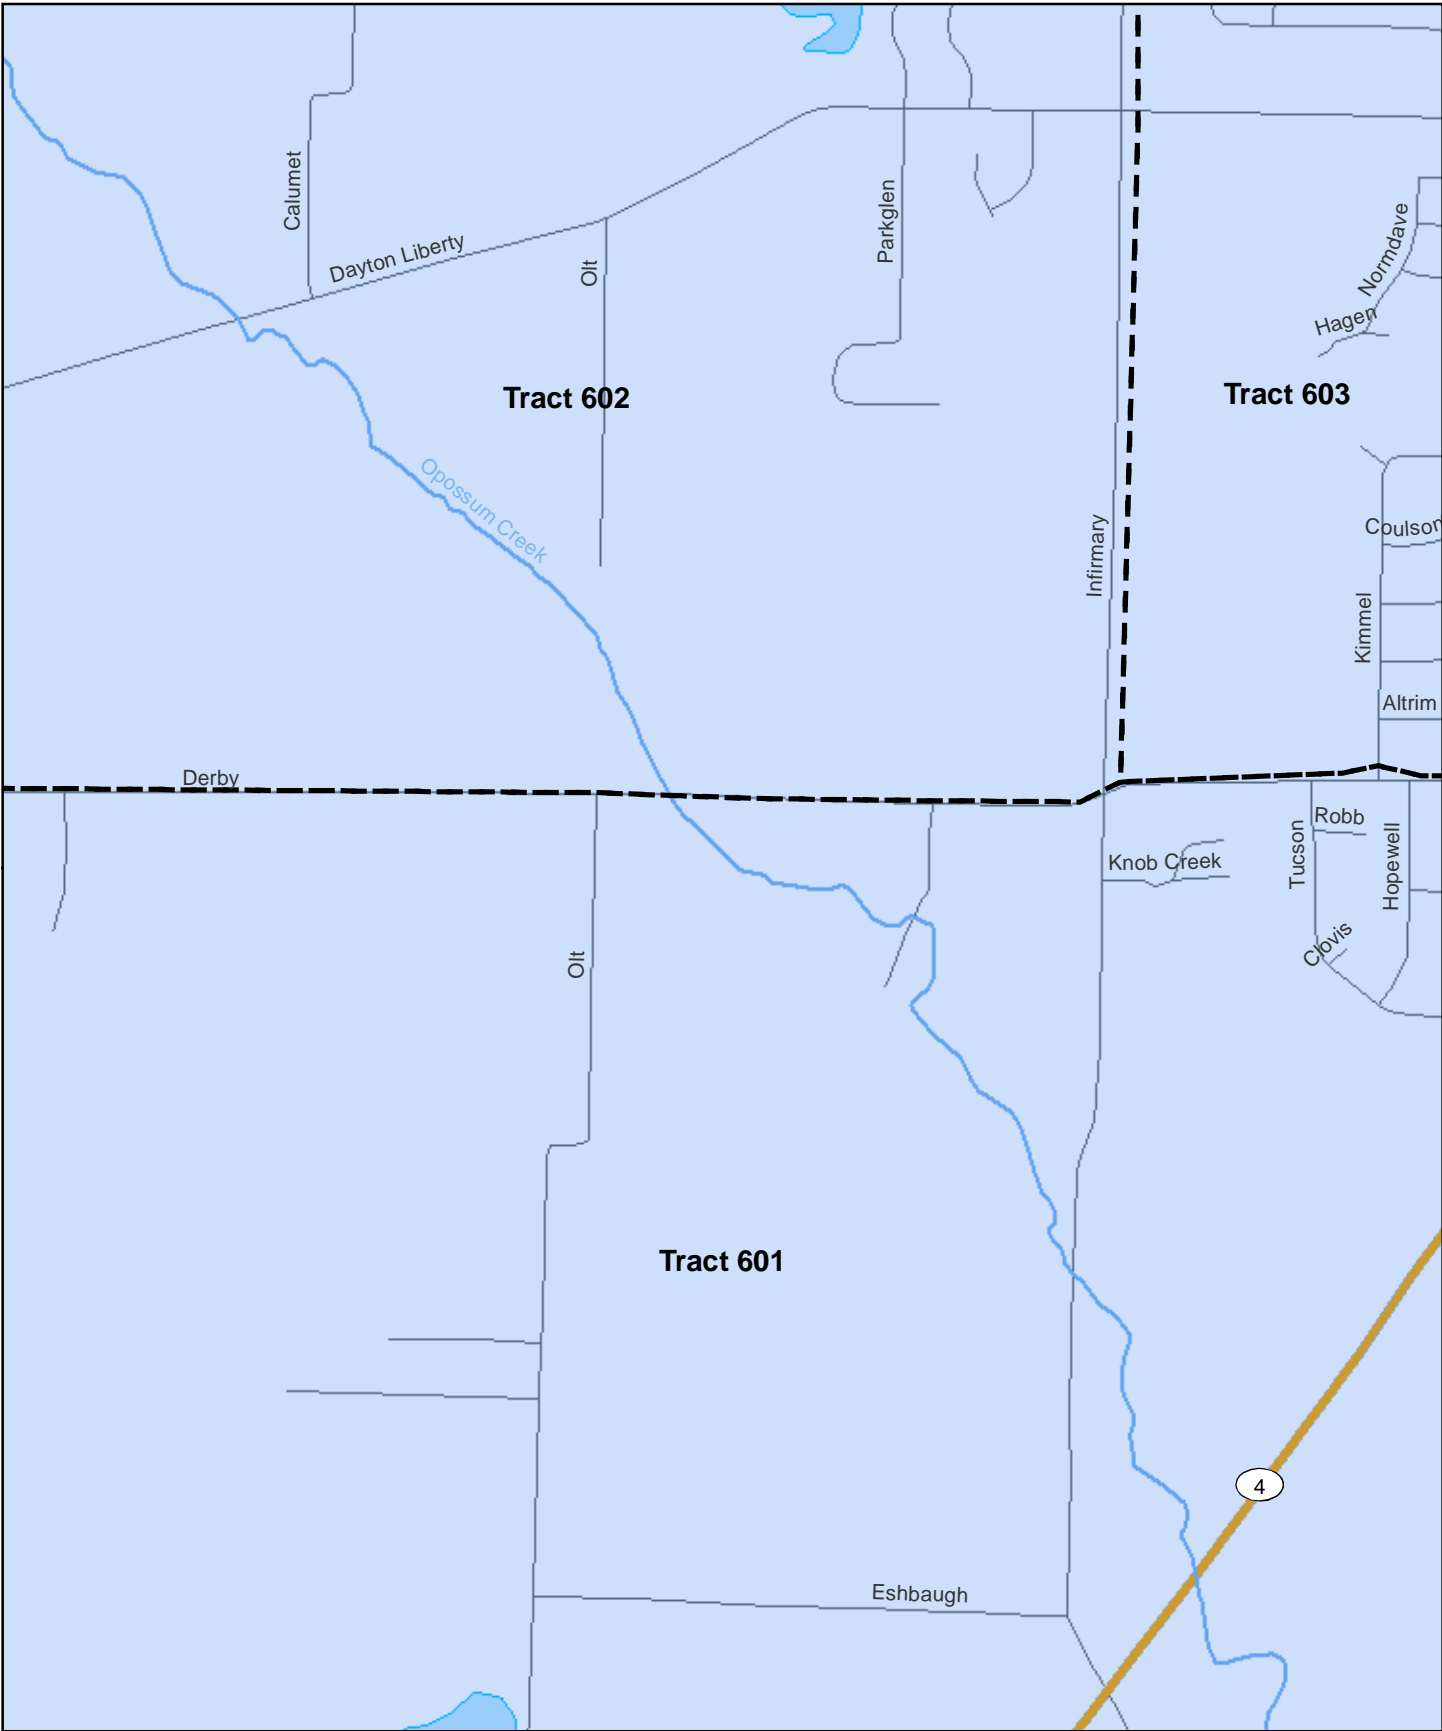 Calumet
Dayton Liberty
Olt
Parkglen
Normdave
Hagen
Tract 602
Tract 603
Opossum Creek
Infirmary
Coulson
Kimmel
Altrim
Derby
Robb
Tucson
Hopewell
Knob Creek
Clovis
Olt
Tract 601
4
Eshbaugh